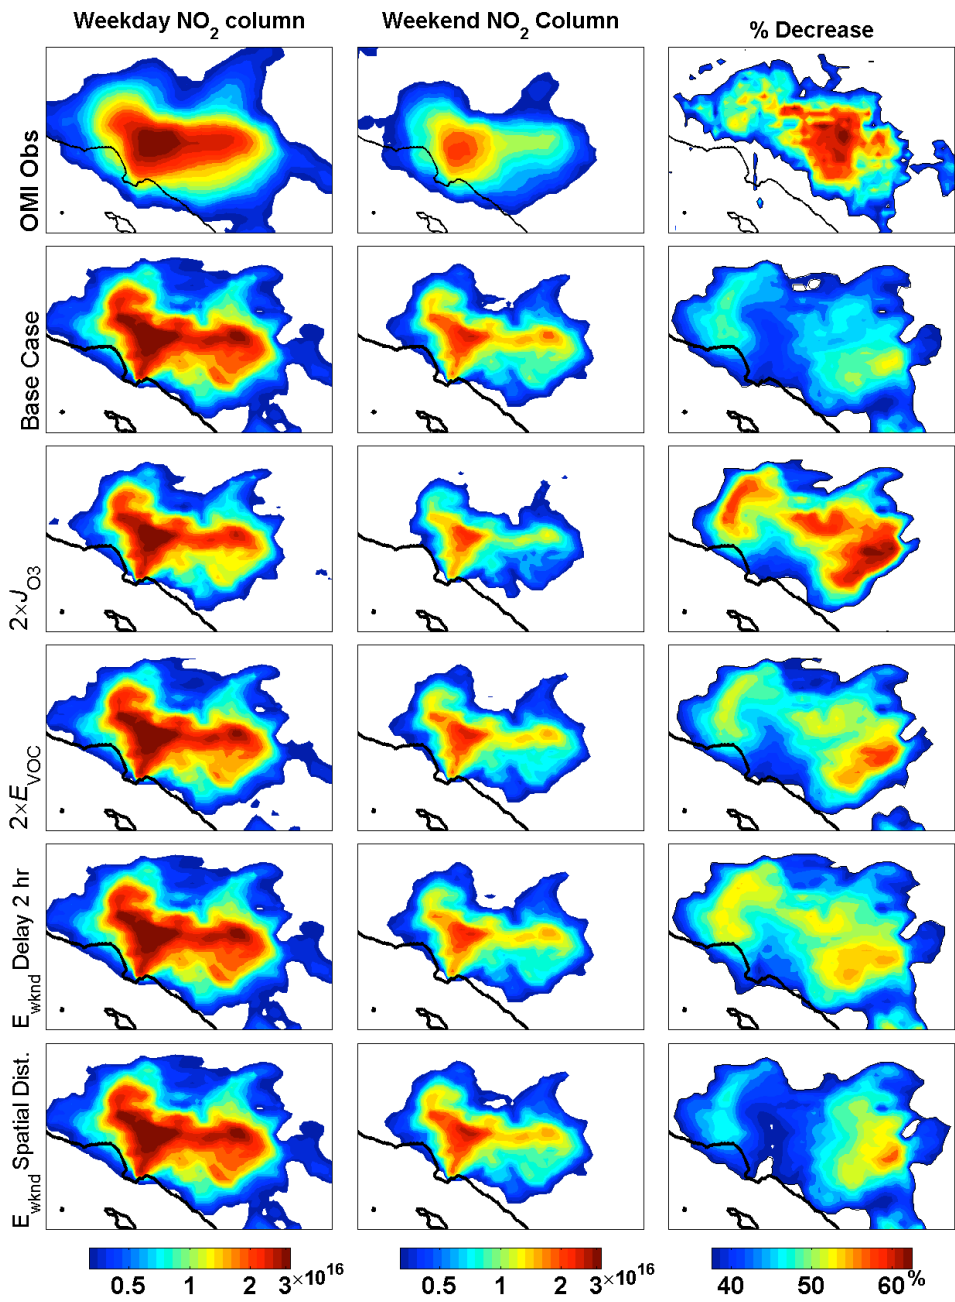 Weekday NO2 column
Weekend NO2 Column
% Decrease
OMI Obs
Base Case
2×JO3
2×EVOC
Ewknd Delay 2 hr
Ewknd Spatial Dist.
0.5 1 2 3×10^16
0.5 1 2 3×10^16
40 50 60%